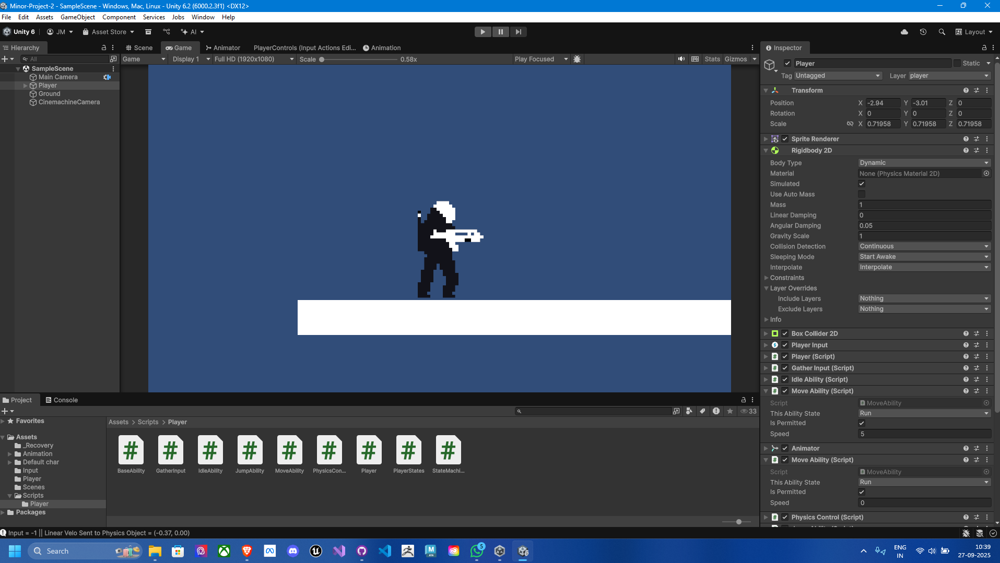 Minor-Project-2 - SampleScene - Windows, Mac, Linux - Unity 6.2 (6000.2.3f1) <DX12>
File Edit Assets GameObject Component Services Jobs Window Help
Unity 6 JM Asset Store AI Layout
Hierarchy Scene Game Animator PlayerControls (Input Actions Edi... Animation Inspector
All Game Display 1 Full HD (1920x1080) Scale 0.58x Play Focused Stats Gizmos
SampleScene
Main Camera
Player
Ground
CinemachineCamera
Player Static
Tag Untagged Layer player
Transform
Position X -2.94 Y -3.01 Z 0
Rotation X 0 Y 0 Z 0
Scale X 0.71958 Y 0.71958 Z 0.71958
Sprite Renderer
Rigidbody 2D
Body Type Dynamic
Material None (Physics Material 2D)
Simulated
Use Auto Mass
Mass 1
Linear Damping 0
Angular Damping 0.05
Gravity Scale 1
Collision Detection Continuous
Sleeping Mode Start Awake
Interpolate Interpolate
Constraints
Layer Overrides
Include Layers Nothing
Exclude Layers Nothing
Info
Box Collider 2D
Player Input
Player (Script)
Gather Input (Script)
Idle Ability (Script)
Move Ability (Script)
Script MoveAbility
This Ability State Run
Is Permitted
Speed 5
Animator
Move Ability (Script)
Script MoveAbility
This Ability State Run
Is Permitted
Speed 0
Physics Control (Script)
Project Console
33
Favorites
Assets
_Recovery
Animation
Default char
Input
Player
Scenes
Scripts
Player
Packages
Assets > Scripts > Player
BaseAbility GatherInput IdleAbility JumpAbility MoveAbility PhysicsCon... Player PlayerStates StateMachi...
Input = -1 || Linear Velo Sent to Physics Object = (-0.37, 0.00)
Search
5
ENG
IN
10:39
27-09-2025